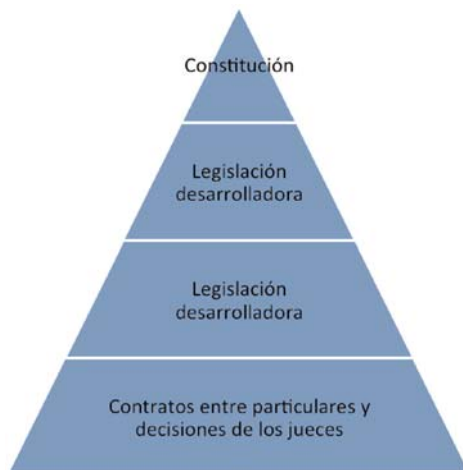 Constitución
Legislación
desarrolladora
Legislación
desarrolladora
Contratos entre particulares y
decisiones de los jueces